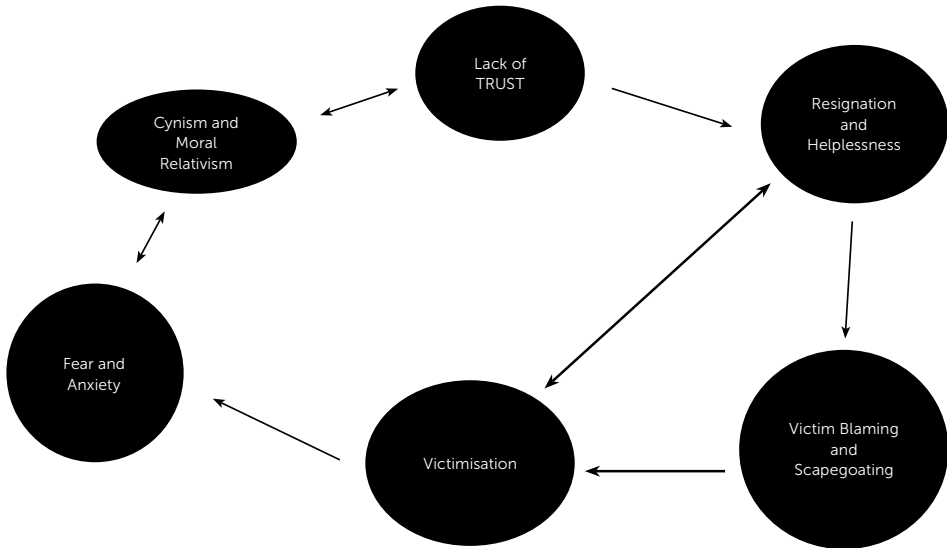 Lack of
TRUST
Resignation
and
Helplessness
Cynism and
Moral
Relativism
Fear and
Anxiety
Victimisation
Victim Blaming
and
Scapegoating